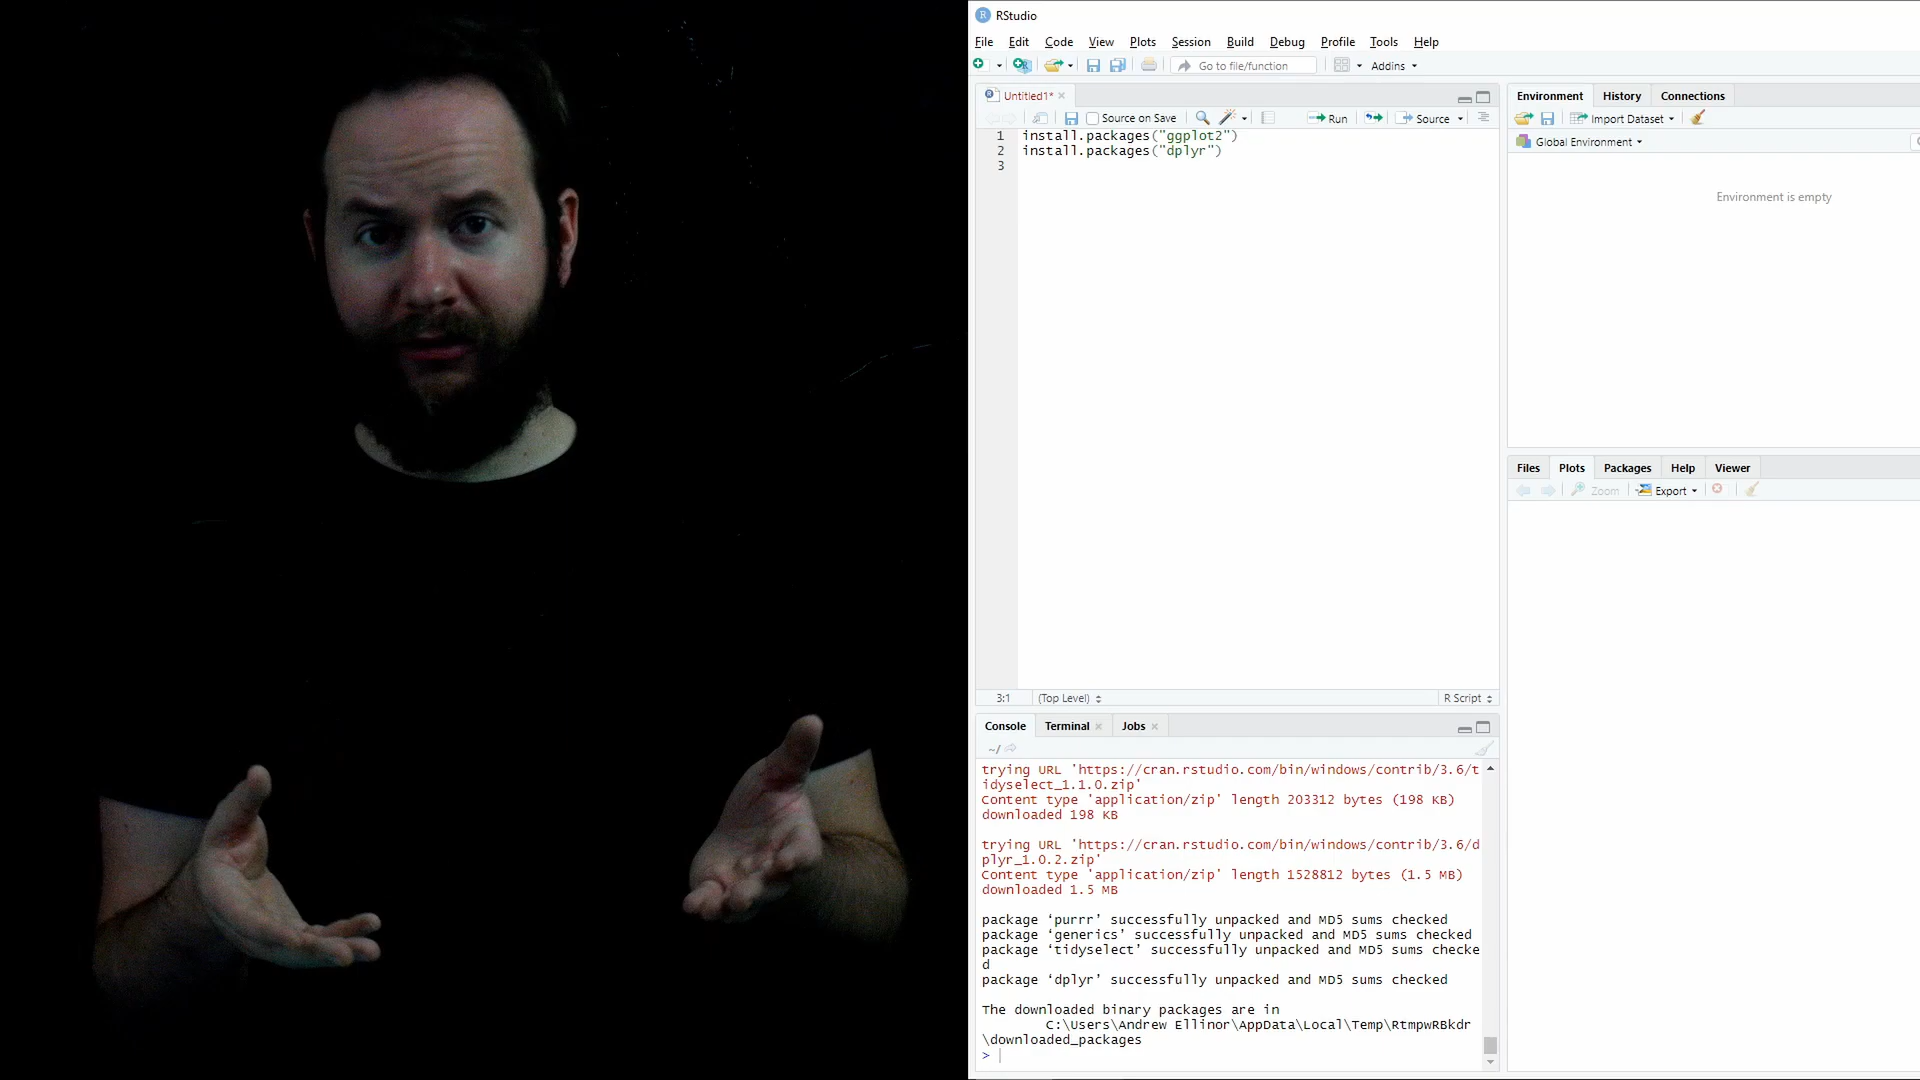 RStudio
File Edit Code View Plots Session Build Debug Profile Tools Help
Go to file/function Addins
Untitled1*
Source on Save Run Source
1 install.packages("ggplot2")
2 install.packages("dplyr")
3
3:1 (Top Level) R Script
Console Terminal Jobs
~/
trying URL 'https://cran.rstudio.com/bin/windows/contrib/3.6/t
idyselect_1.1.0.zip'
Content type 'application/zip' length 203312 bytes (198 KB)
downloaded 198 KB
trying URL 'https://cran.rstudio.com/bin/windows/contrib/3.6/d
plyr_1.0.2.zip'
Content type 'application/zip' length 1528812 bytes (1.5 MB)
downloaded 1.5 MB
package ‘purrr’ successfully unpacked and MD5 sums checked
package ‘generics’ successfully unpacked and MD5 sums checked
package ‘tidyselect’ successfully unpacked and MD5 sums checke
d
package ‘dplyr’ successfully unpacked and MD5 sums checked
The downloaded binary packages are in
C:\Users\Andrew Ellinor\AppData\Local\Temp\RtmpwRBkdr
\downloaded_packages
>
Environment History Connections
Import Dataset
Global Environment
Environment is empty
Files Plots Packages Help Viewer
Zoom Export